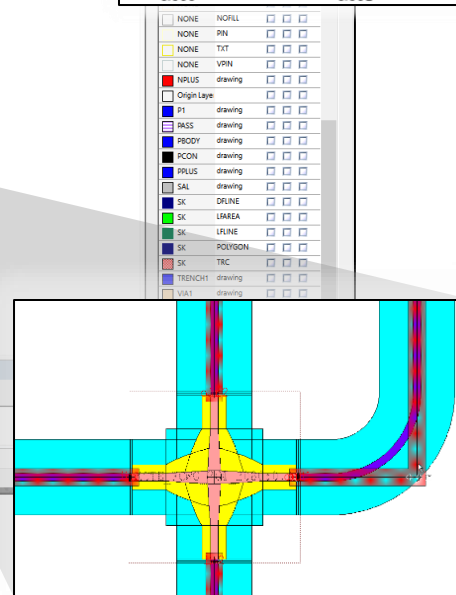 NONE NOFILL
NONE PIN
NONE TXT
NONE VPIN
NPLUS drawing
Origin Laye
P1 drawing
PASS drawing
PBODY drawing
PCON drawing
PPLUS drawing
SAL drawing
SK DFLINE
SK LFAREA
SK LFLINE
SK POLYGON
SK TRC
TRENCH1 drawing
VIA1 drawing